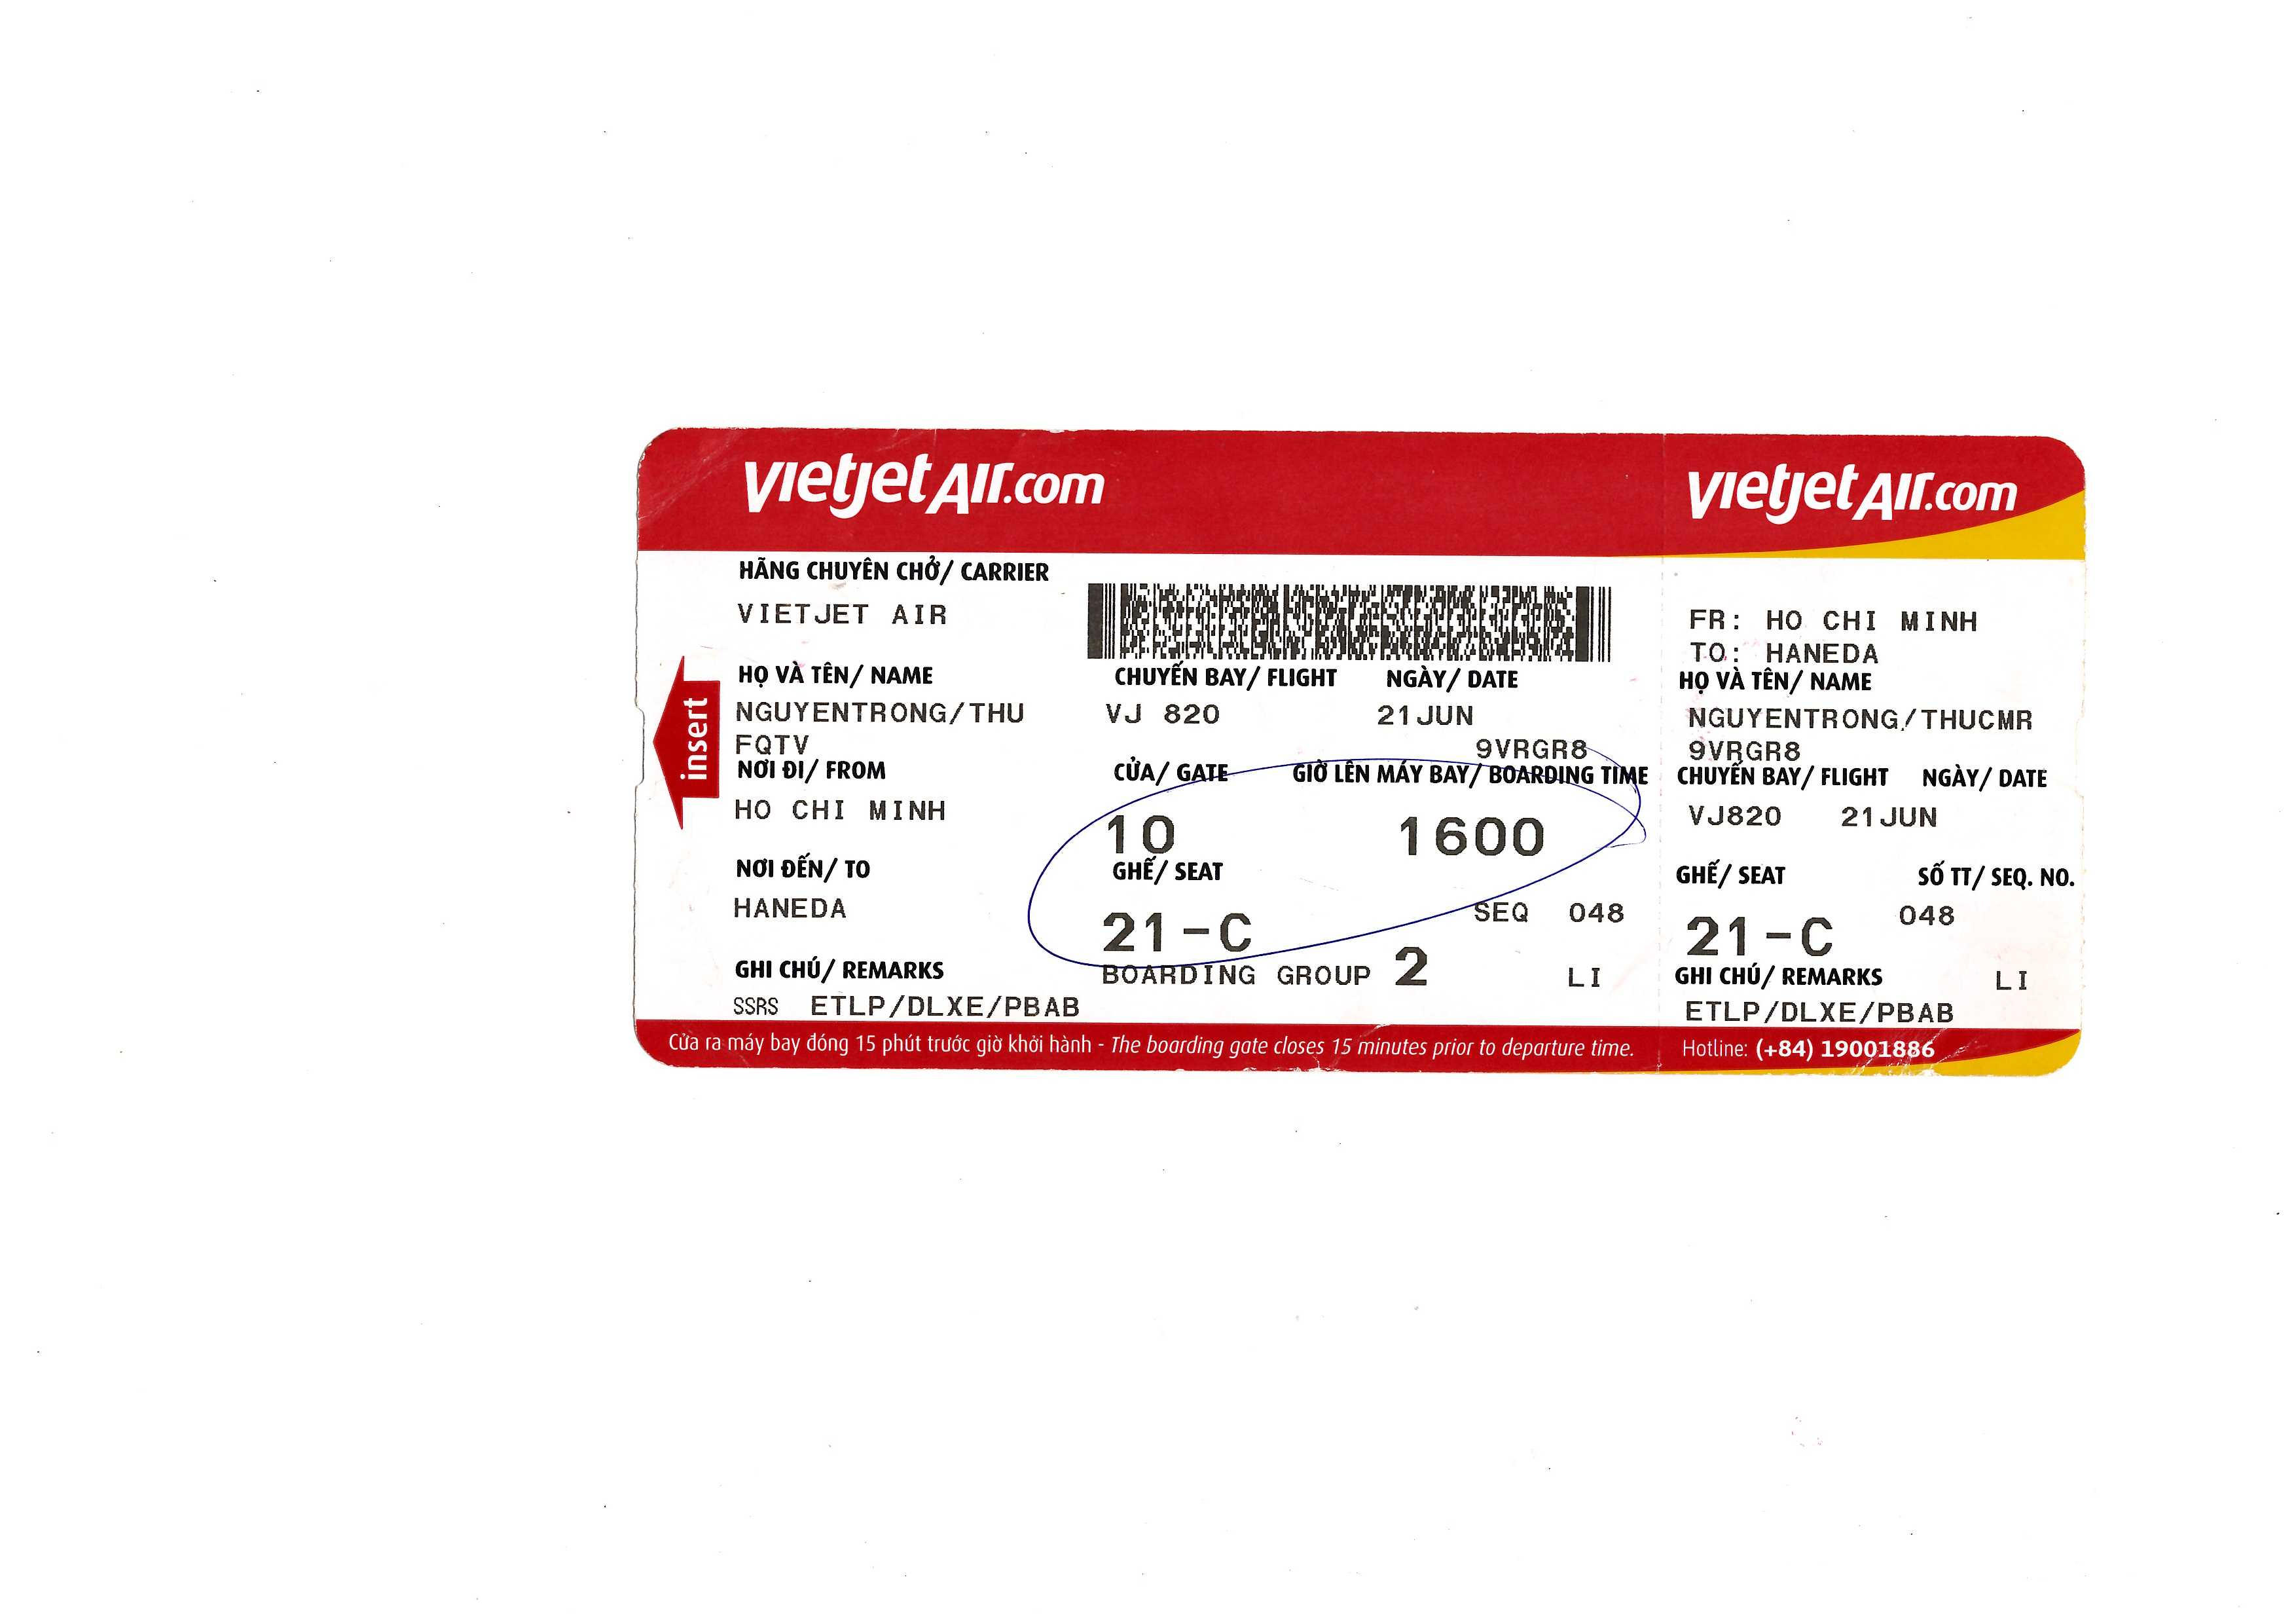 vietjetAir.com
HÃNG CHUYÊN CHỞ/ CARRIER
VIETJET AIR
HỌ VÀ TÊN/ NAME
CHUYẾN BAY/ FLIGHT
NGÀY/ DATE
NGUYENTRONG/THU
VJ 820
21JUN
FQTV
9VRGR8
insert
NƠI ĐI/ FROM
CỬA/ GATE
GIỜ LÊN MÁY BAY/ BOARDING TIME
HO CHI MINH
10
1600
NƠI ĐẾN/ TO
GHẾ/ SEAT
HANEDA
21-C
SEQ 048
GHI CHÚ/ REMARKS
BOARDING GROUP 2
LI
SSRS ETLP/DLXE/PBAB
Cửa ra máy bay đóng 15 phút trước giờ khởi hành - The boarding gate closes 15 minutes prior to departure time.
vietjetAir.com
FR: HO CHI MINH
TO: HANEDA
HỌ VÀ TÊN/ NAME
NGUYENTRONG/THUCMR
9VRGR8
CHUYẾN BAY/ FLIGHT
NGÀY/ DATE
VJ820
21JUN
GHẾ/ SEAT
SỐ TT/ SEQ. NO.
21-C
048
GHI CHÚ/ REMARKS
LI
ETLP/DLXE/PBAB
Hotline: (+84) 19001886